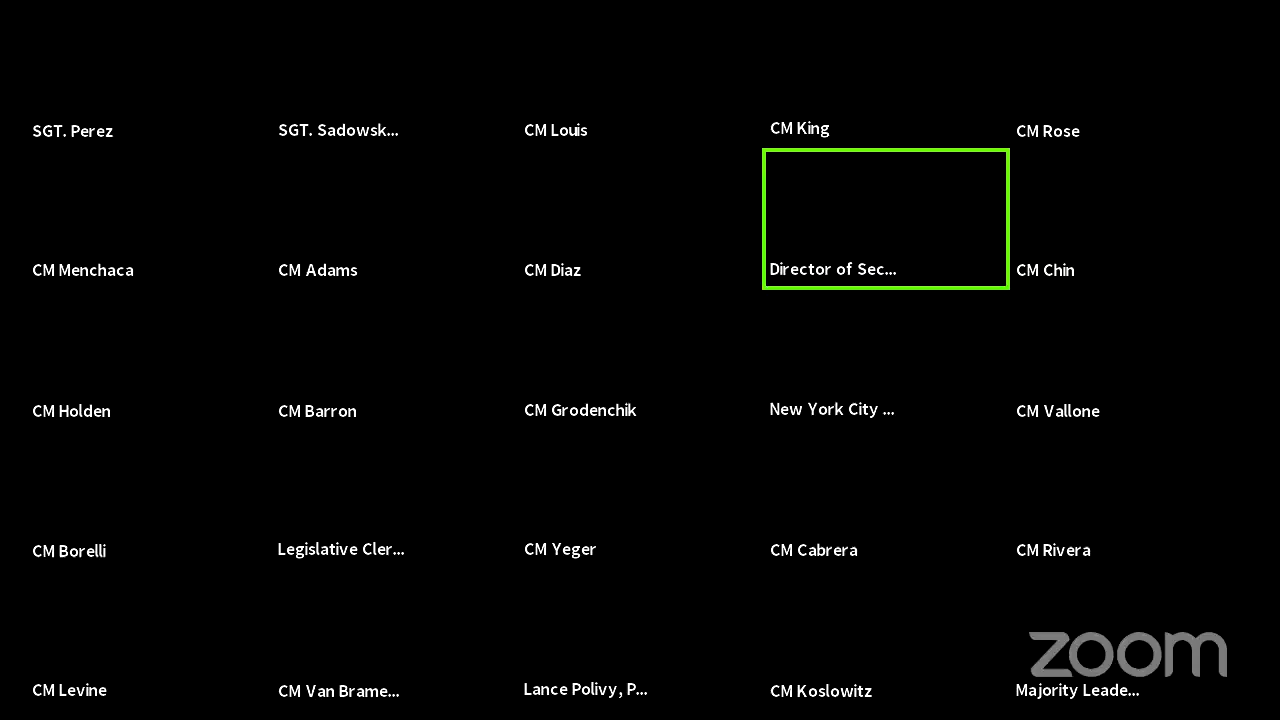 SGT. Perez
SGT. Sadowsk...
CM Louis
CM King
CM Rose
CM Menchaca
CM Adams
CM Diaz
Director of Sec...
CM Chin
CM Holden
CM Barron
CM Grodenchik
New York City ...
CM Vallone
CM Borelli
Legislative Cler...
CM Yeger
CM Cabrera
CM Rivera
CM Levine
CM Van Brame...
Lance Polivy, P...
CM Koslowitz
Majority Leade...
zoom